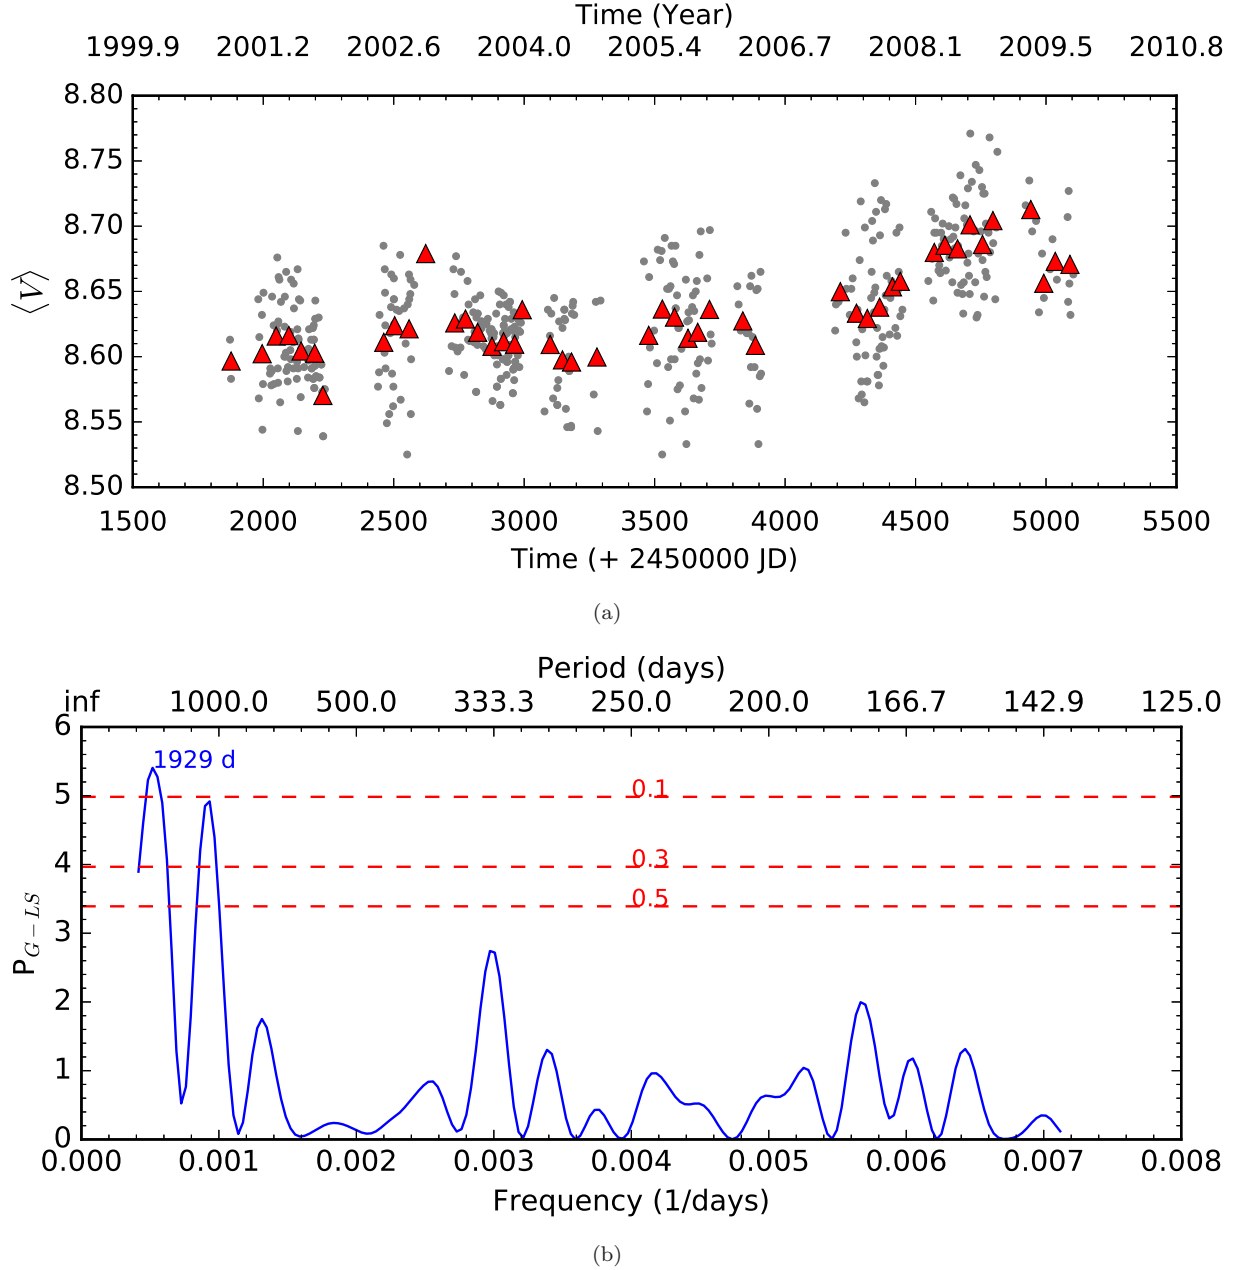 Time (Year)
1999.9 2001.2 2002.6 2004.0 2005.4 2006.7 2008.1 2009.5 2010.8
8.80
8.75
8.70
8.65
8.60
8.55
8.50
⟨V⟩
1500 2000 2500 3000 3500 4000 4500 5000 5500
Time (+ 2450000 JD)
(a)
Period (days)
inf 1000.0 500.0 333.3 250.0 200.0 166.7 142.9 125.0
6
1929 d
5
0.1
4
0.3
0.5
3
2
1
0
P_{G-LS}
0.000 0.001 0.002 0.003 0.004 0.005 0.006 0.007 0.008
Frequency (1/days)
(b)